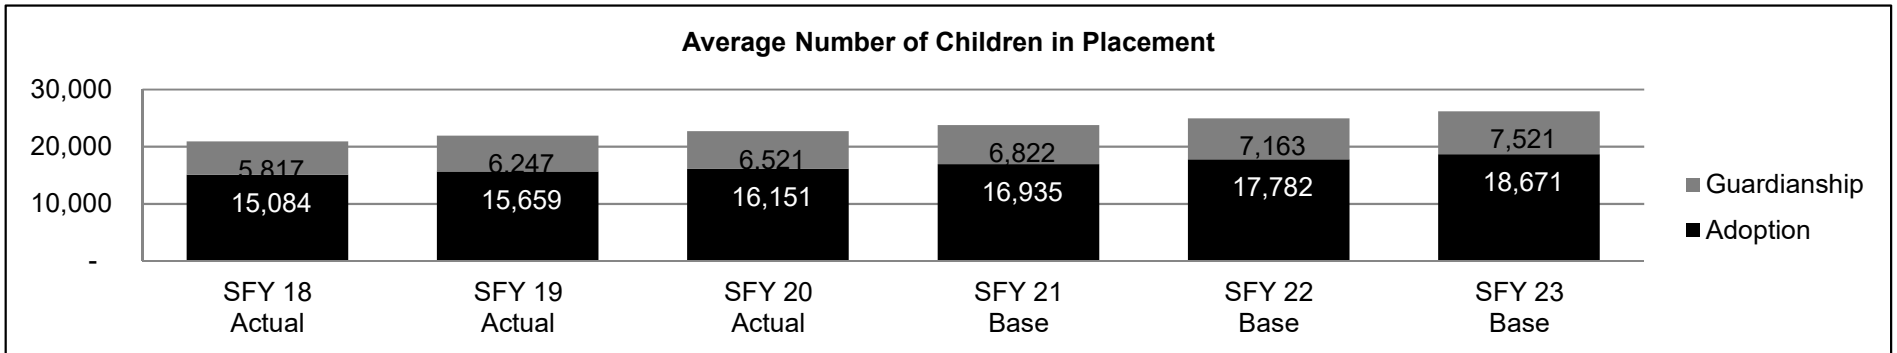 Average Number of Children in Placement
30,000
20,000
10,000
-
5,817
6,247
6,521
6,822
7,163
7,521
15,084
15,659
16,151
16,935
17,782
18,671
Guardianship
Adoption
SFY 18
Actual
SFY 19
Actual
SFY 20
Actual
SFY 21
Base
SFY 22
Base
SFY 23
Base